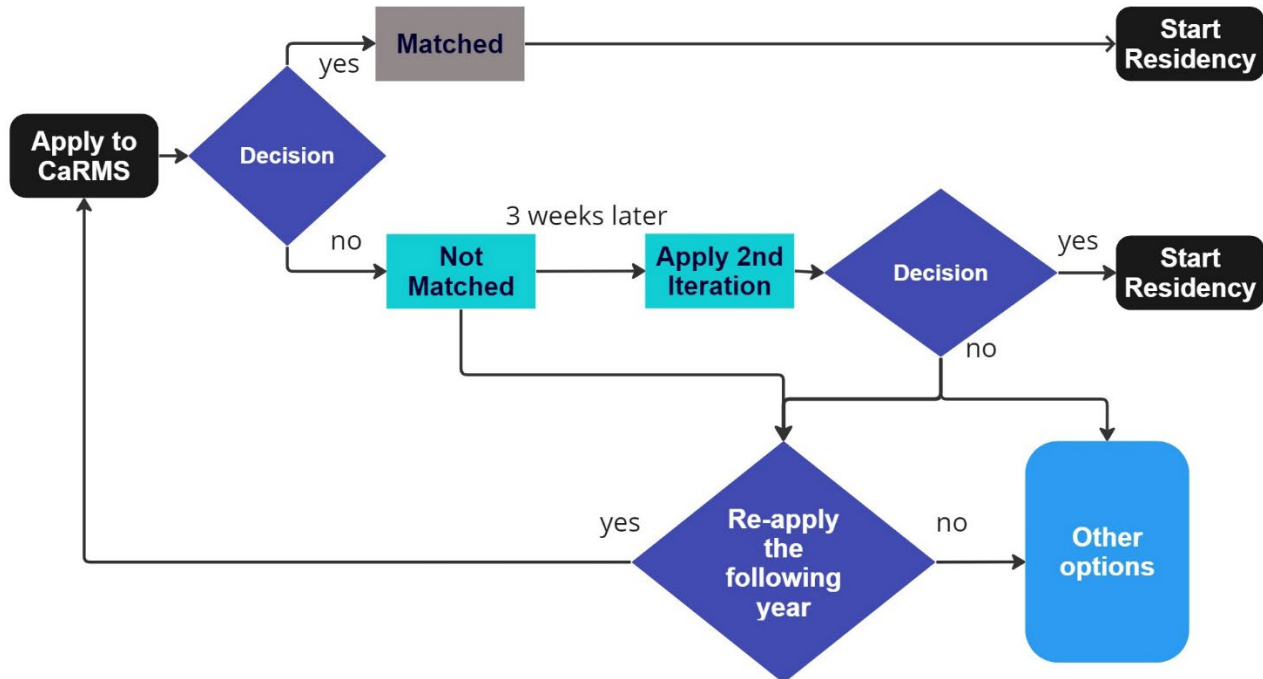 Matched
Start
Residency
yes
Apply to
CaRMS
Decision
no
3 weeks later
Not
Matched
Apply 2nd
Iteration
Decision
yes
Start
Residency
no
yes
Re-apply
the
following
year
no
Other
options